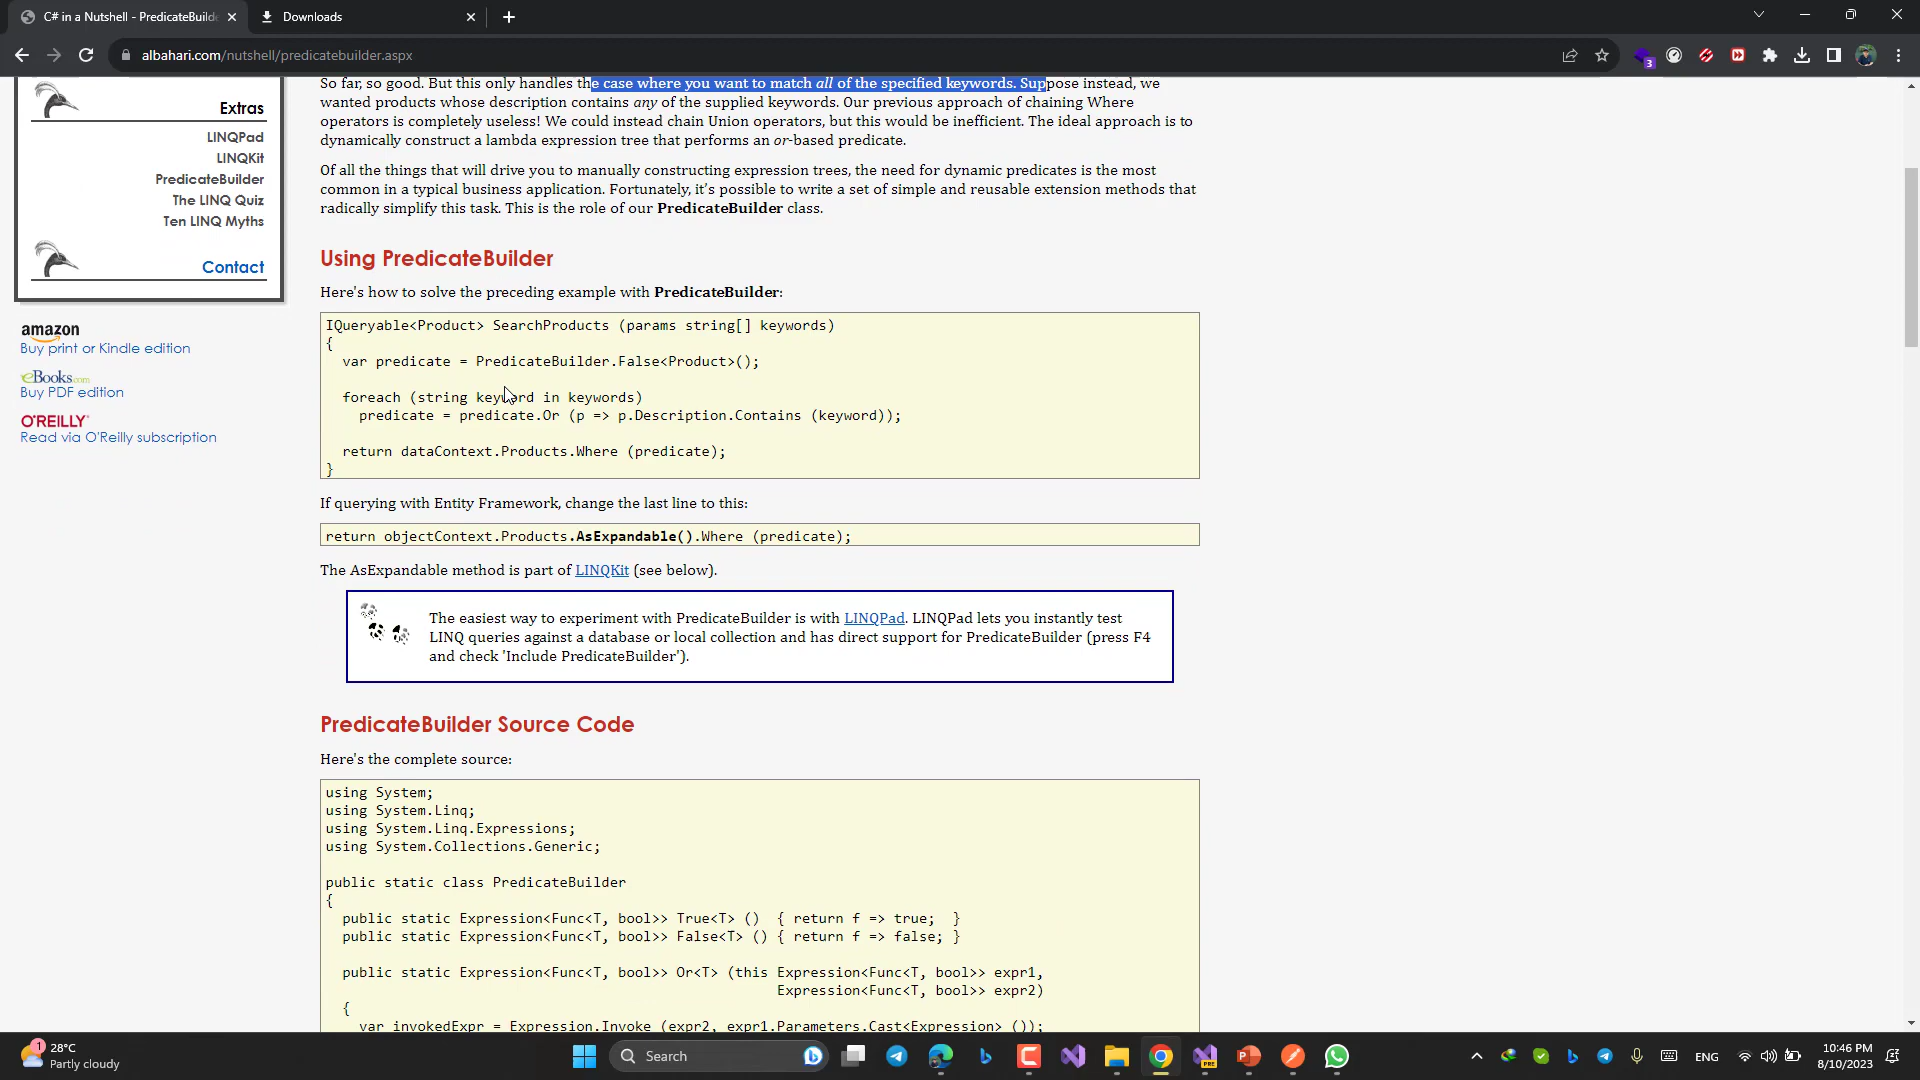 C# in a Nutshell - PredicateBuilde
Downloads
albahari.com/nutshell/predicatebuilder.aspx
3
Extras
LINQPad
LINQKit
PredicateBuilder
The LINQ Quiz
Ten LINQ Myths
Contact
amazon
Buy print or Kindle edition
eBooks.com
Buy PDF edition
O'REILLY
Read via O'Reilly subscription
So far, so good. But this only handles the case where you want to match all of the specified keywords. Suppose instead, we
wanted products whose description contains any of the supplied keywords. Our previous approach of chaining Where
operators is completely useless! We could instead chain Union operators, but this would be inefficient. The ideal approach is to
dynamically construct a lambda expression tree that performs an or-based predicate.
Of all the things that will drive you to manually constructing expression trees, the need for dynamic predicates is the most
common in a typical business application. Fortunately, it's possible to write a set of simple and reusable extension methods that
radically simplify this task. This is the role of our PredicateBuilder class.
Using PredicateBuilder
Here's how to solve the preceding example with PredicateBuilder:
IQueryable<Product> SearchProducts (params string[] keywords)
{
var predicate = PredicateBuilder.False<Product>();
foreach (string keyword in keywords)
predicate = predicate.Or (p => p.Description.Contains (keyword));
return dataContext.Products.Where (predicate);
}
If querying with Entity Framework, change the last line to this:
return objectContext.Products.AsExpandable().Where (predicate);
The AsExpandable method is part of LINQKit (see below).
The easiest way to experiment with PredicateBuilder is with LINQPad. LINQPad lets you instantly test
LINQ queries against a database or local collection and has direct support for PredicateBuilder (press F4
and check 'Include PredicateBuilder').
PredicateBuilder Source Code
Here's the complete source:
using System;
using System.Linq;
using System.Linq.Expressions;
using System.Collections.Generic;
public static class PredicateBuilder
{
public static Expression<Func<T, bool>> True<T> () { return f => true; }
public static Expression<Func<T, bool>> False<T> () { return f => false; }
public static Expression<Func<T, bool>> Or<T> (this Expression<Func<T, bool>> expr1,
Expression<Func<T, bool>> expr2)
{
var invokedExpr = Expression.Invoke (expr2, expr1.Parameters.Cast<Expression> ());
1
28°C
Partly cloudy
Search
PRE
ENG
10:46 PM
8/10/2023